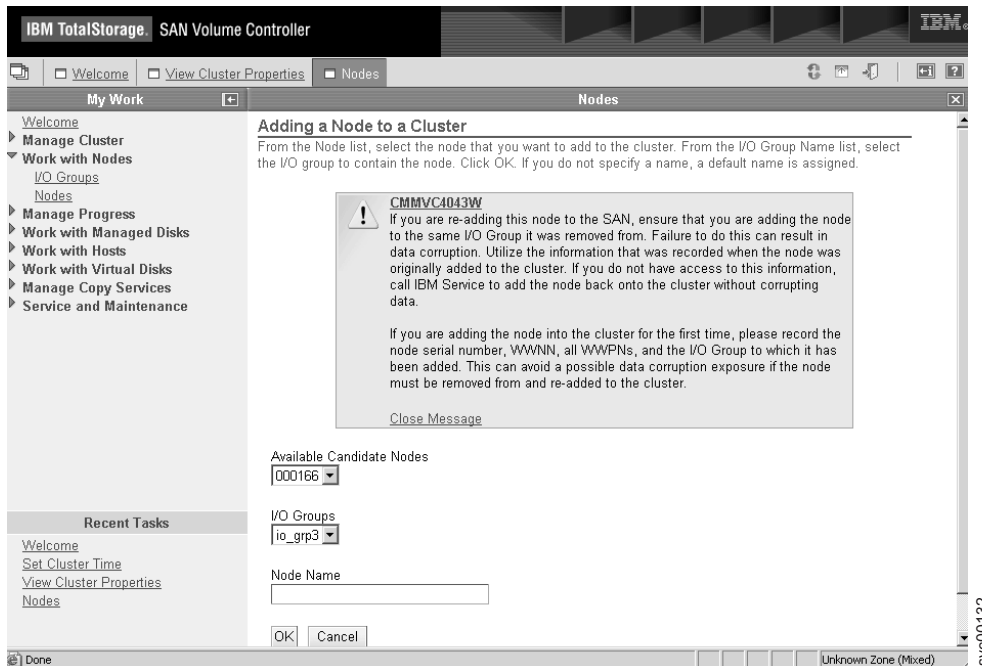 IBM TotalStorage. SAN Volume Controller
IBM.
Welcome
View Cluster Properties
Nodes
My Work
Nodes
Welcome
Manage Cluster
Work with Nodes
I/O Groups
Nodes
Manage Progress
Work with Managed Disks
Work with Hosts
Work with Virtual Disks
Manage Copy Services
Service and Maintenance
Recent Tasks
Welcome
Set Cluster Time
View Cluster Properties
Nodes
Adding a Node to a Cluster
From the Node list, select the node that you want to add to the cluster. From the I/O Group Name list, select
the I/O group to contain the node. Click OK. If you do not specify a name, a default name is assigned.
CMMVC4043W
If you are re-adding this node to the SAN, ensure that you are adding the node
to the same I/O Group it was removed from. Failure to do this can result in
data corruption. Utilize the information that was recorded when the node was
originally added to the cluster. If you do not have access to this information,
call IBM Service to add the node back onto the cluster without corrupting
data.
If you are adding the node into the cluster for the first time, please record the
node serial number, WWNN, all WWPNs, and the I/O Group to which it has
been added. This can avoid a possible data corruption exposure if the node
must be removed from and re-added to the cluster.
Close Message
Available Candidate Nodes
000166
I/O Groups
io_grp3
Node Name
OK Cancel
Done
Unknown Zone (Mixed)